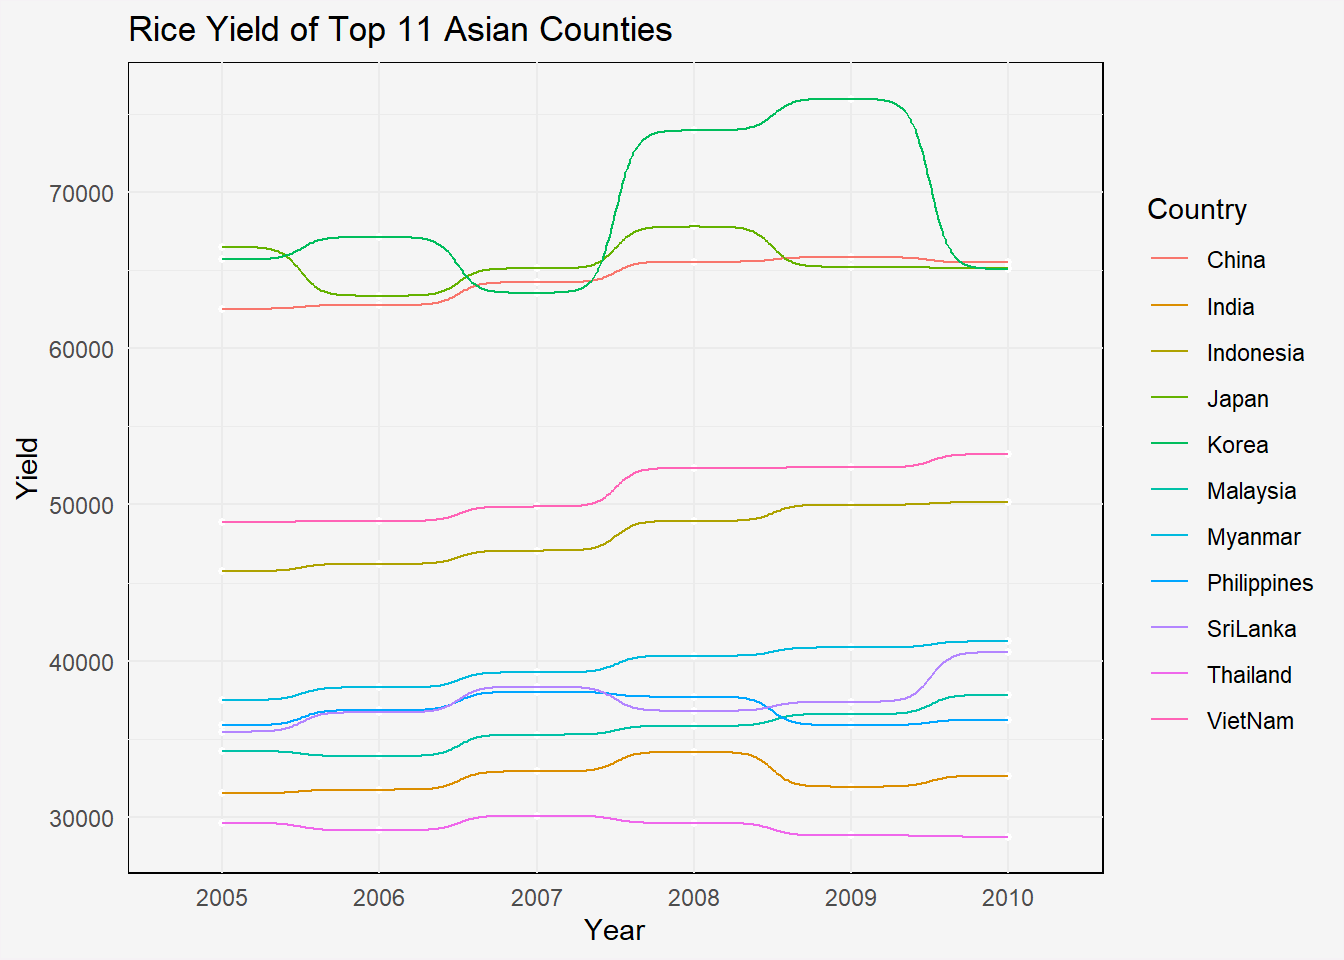 Rice Yield of Top 11 Asian Counties
70000
60000
50000
40000
30000
Yield
2005 2006 2007 2008 2009 2010
Year
Country
China
India
Indonesia
Japan
Korea
Malaysia
Myanmar
Philippines
SriLanka
Thailand
VietNam